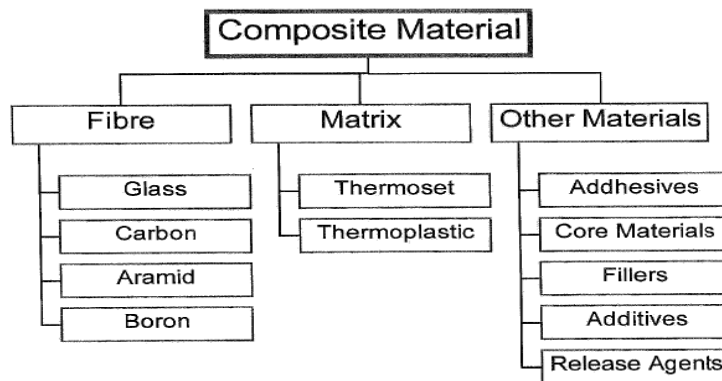 Composite Material
Fibre
Matrix
Other Materials
Glass
Carbon
Aramid
Boron
Thermoset
Thermoplastic
Addhesives
Core Materials
Fillers
Additives
Release Agents